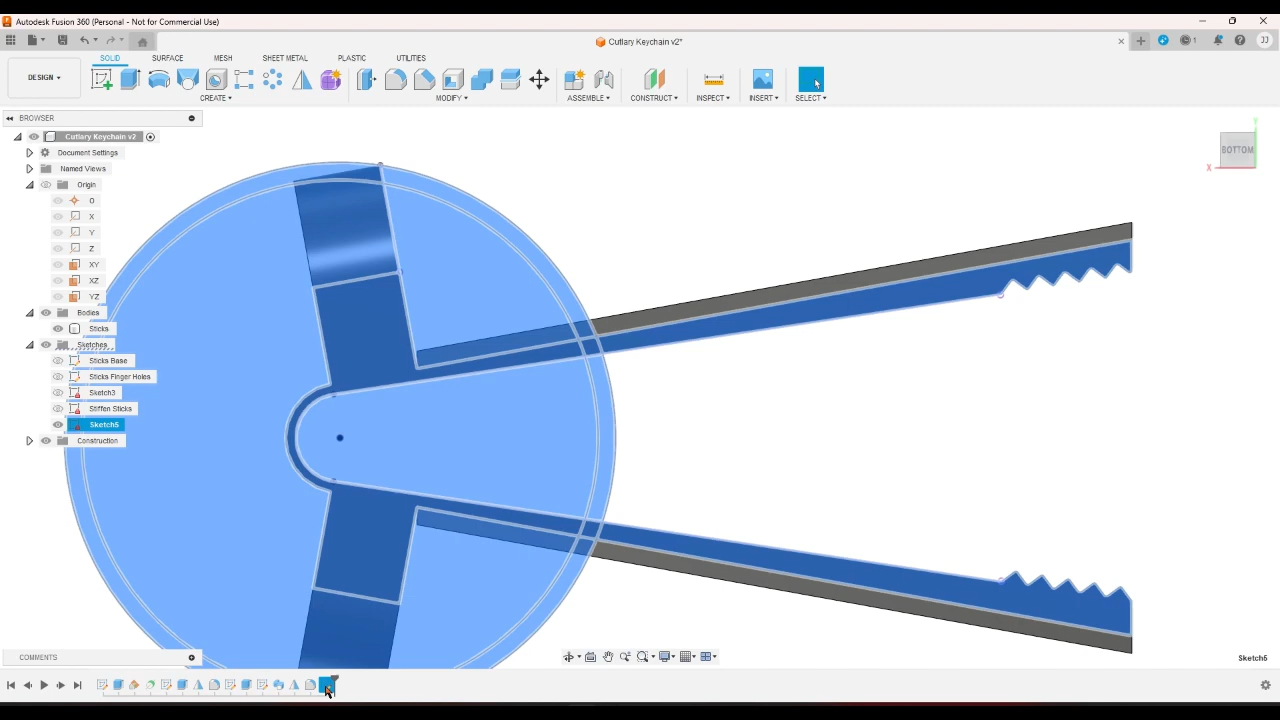 Autodesk Fusion 360 (Personal - Not for Commercial Use)
Cutlary Keychain v2*
1
JJ
SOLID SURFACE MESH SHEET METAL PLASTIC UTILITIES
DESIGN
CREATE MODIFY ASSEMBLE CONSTRUCT INSPECT INSERT SELECT
BROWSER
Cutlary Keychain v2
Document Settings
Named Views
Origin
O
X
Y
Z
XY
XZ
YZ
Bodies
Sticks
Sketches
Sticks Base
Sticks Finger Holes
Sketch3
Stiffen Sticks
Sketch5
Construction
Y
BOTTOM
X
COMMENTS
Sketch5